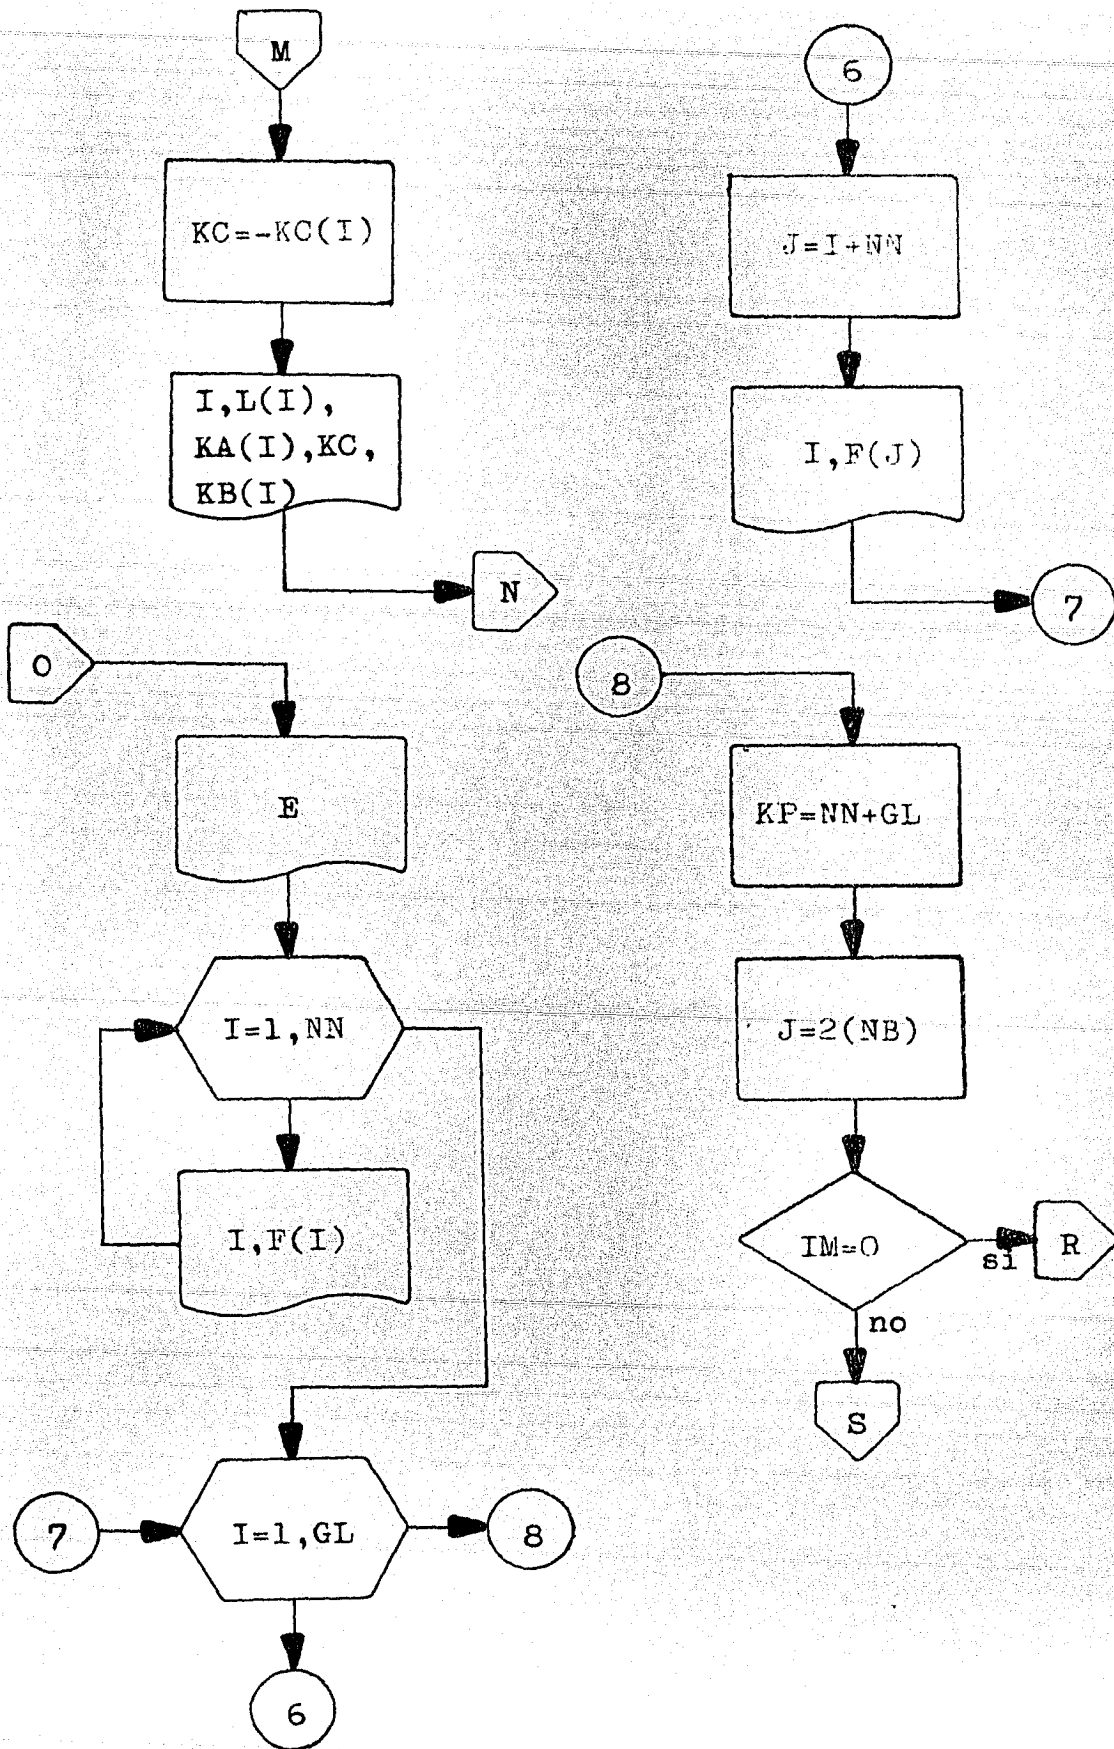 M
KC=-KC(I)
I,L(I),
KA(I),KC,
KB(I)
N
O
E
I=1,NN
I,F(I)
7
I=1,GL
8
6
6
J=I+NN
I,F(J)
7
8
KP=NN+GL
J=2(NB)
IM=0
si
R
no
S